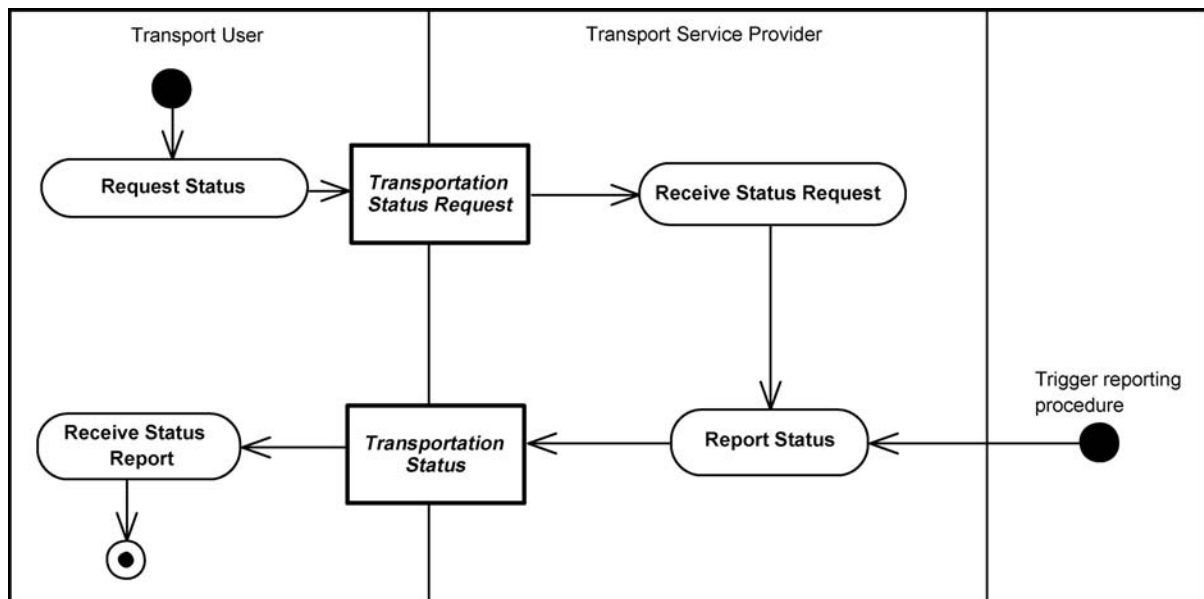 Transport User
Transport Service Provider
Request Status
Transportation
Status Request
Receive Status Request
Trigger reporting
procedure
Receive Status
Report
Transportation
Status
Report Status